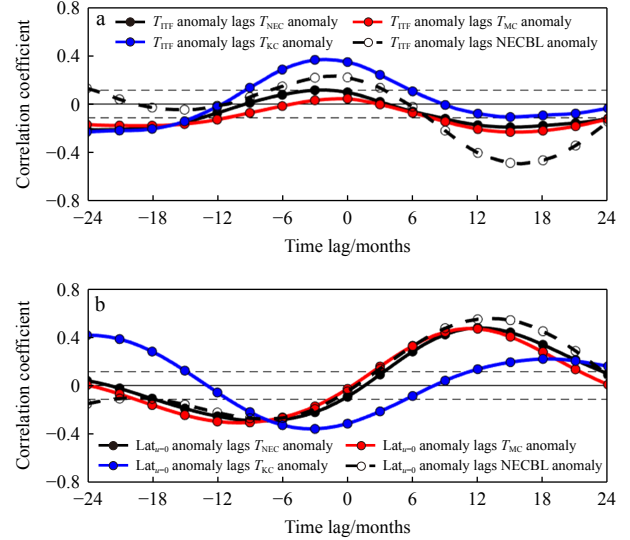 a
T_ITF anomaly lags T_NEC anomaly T_ITF anomaly lags T_MC anomaly
T_ITF anomaly lags T_KC anomaly T_ITF anomaly lags NECBL anomaly
Correlation coefficient
0.8
0.4
0
−0.4
−0.8
−24 −18 −12 −6 0 6 12 18 24
Time lag/months
b
Correlation coefficient
0.8
0.4
0
−0.4
−0.8
Lat_u=0 anomaly lags T_NEC anomaly Lat_u=0 anomaly lags T_MC anomaly
Lat_u=0 anomaly lags T_KC anomaly Lat_u=0 anomaly lags NECBL anomaly
−24 −18 −12 −6 0 6 12 18 24
Time lag/months